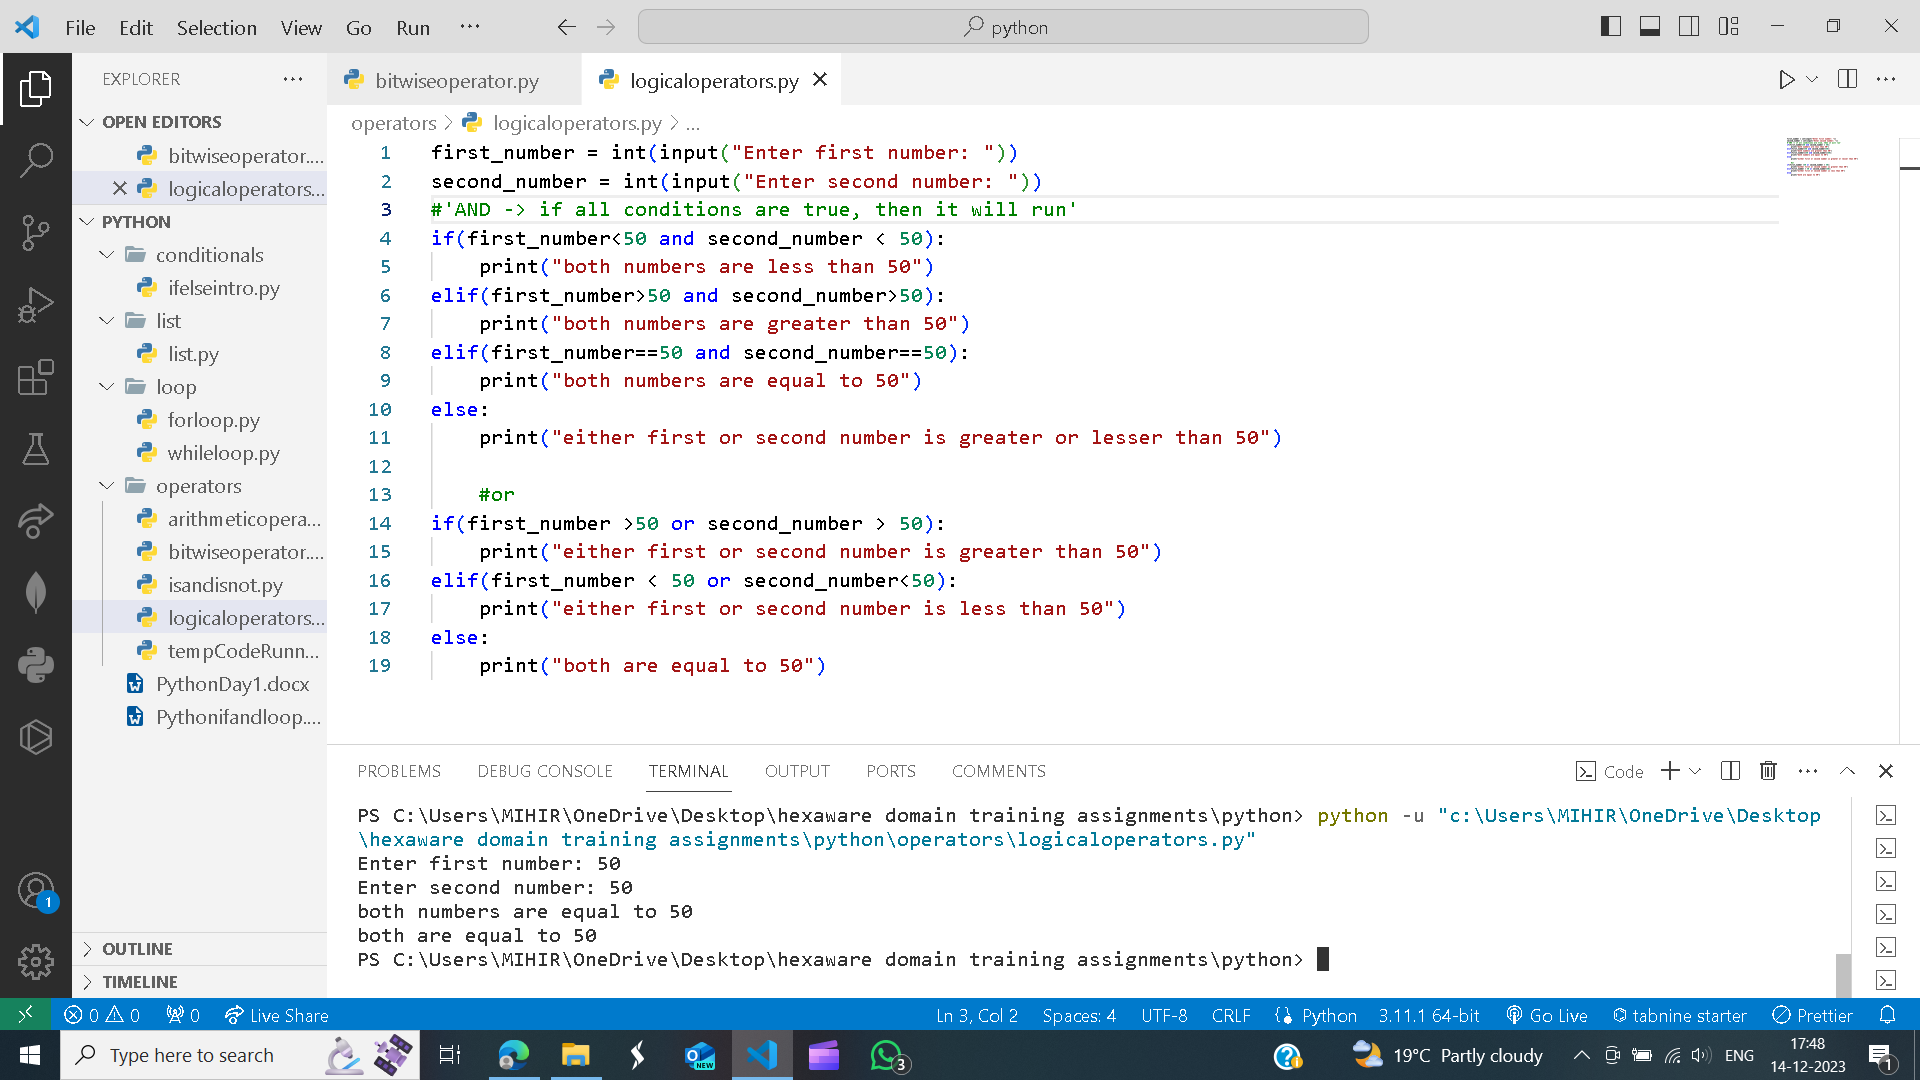 File Edit Selection View Go Run ··· python
EXPLORER ···
OPEN EDITORS
bitwiseoperator....
logicaloperators...
PYTHON
conditionals
ifelseintro.py
list
list.py
loop
forloop.py
whileloop.py
operators
arithmeticopera...
bitwiseoperator....
isandisnot.py
logicaloperators...
tempCodeRunn...
PythonDay1.docx
Pythonifandloop....
OUTLINE
TIMELINE
bitwiseoperator.py logicaloperators.py
operators > logicaloperators.py > ...
1 first_number = int(input("Enter first number: "))
2 second_number = int(input("Enter second number: "))
3 #'AND -> if all conditions are true, then it will run'
4 if(first_number<50 and second_number < 50):
5     print("both numbers are less than 50")
6 elif(first_number>50 and second_number>50):
7     print("both numbers are greater than 50")
8 elif(first_number==50 and second_number==50):
9     print("both numbers are equal to 50")
10 else:
11     print("either first or second number is greater or lesser than 50")
12
13     #or
14 if(first_number >50 or second_number > 50):
15     print("either first or second number is greater than 50")
16 elif(first_number < 50 or second_number<50):
17     print("either first or second number is less than 50")
18 else:
19     print("both are equal to 50")
PROBLEMS DEBUG CONSOLE TERMINAL OUTPUT PORTS COMMENTS Code
PS C:\Users\MIHIR\OneDrive\Desktop\hexaware domain training assignments\python> python -u "c:\Users\MIHIR\OneDrive\Desktop
\hexaware domain training assignments\python\operators\logicaloperators.py"
Enter first number: 50
Enter second number: 50
both numbers are equal to 50
both are equal to 50
PS C:\Users\MIHIR\OneDrive\Desktop\hexaware domain training assignments\python>
1
0 0 0 Live Share Ln 3, Col 2 Spaces: 4 UTF-8 CRLF Python 3.11.1 64-bit Go Live tabnine starter Prettier
Type here to search NEW 3 19°C Partly cloudy ENG 17:48
14-12-2023 1